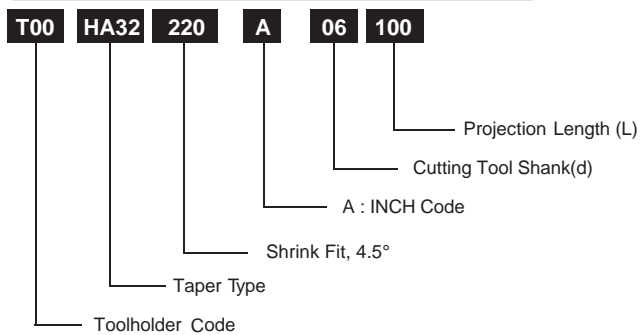 T00 HA32 220 A 06 100
Projection Length (L)
Cutting Tool Shank(d)
A : INCH Code
Shrink Fit, 4.5°
Taper Type
Toolholder Code